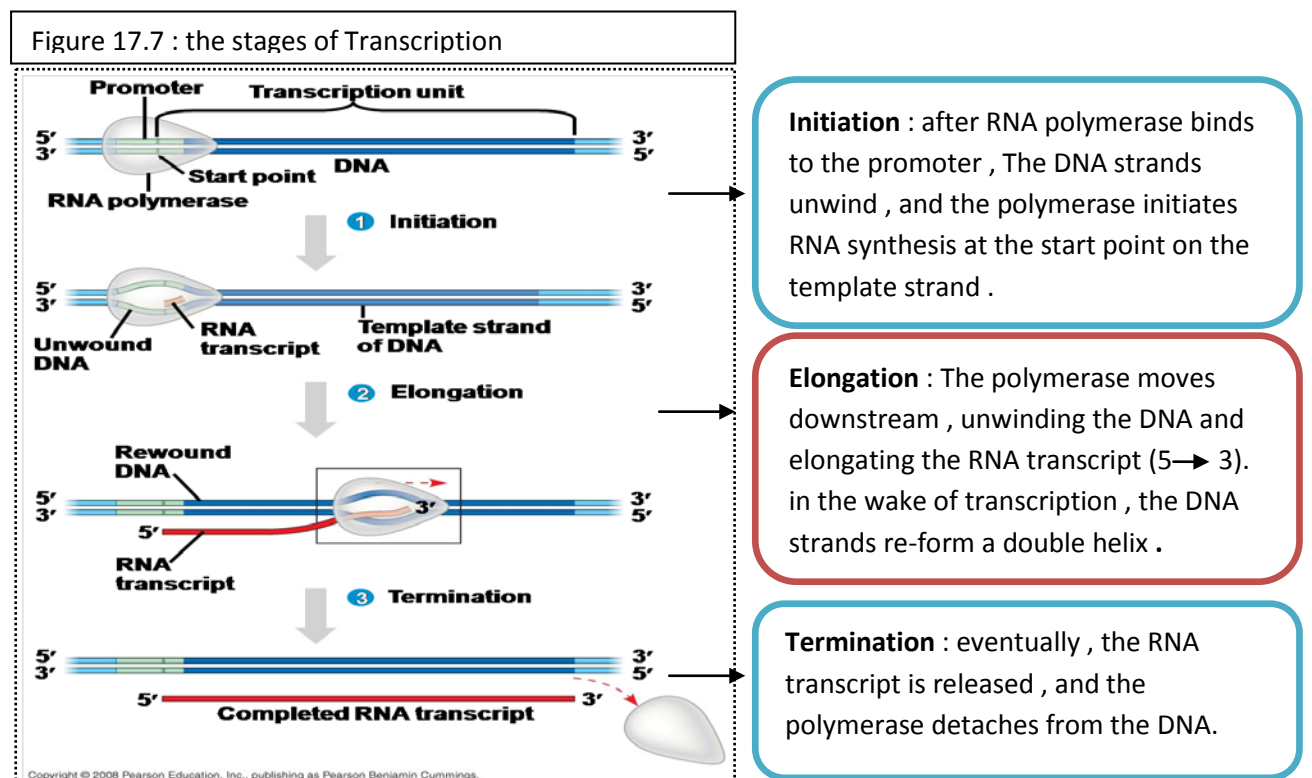 Figure 17.7 : the stages of Transcription
Promoter
Transcription unit
5′
3′
3′
5′
DNA
Start point
RNA polymerase
1 Initiation
5′
3′
3′
5′
Unwound
DNA
RNA
transcript
Template strand
of DNA
2 Elongation
Rewound
DNA
5′
3′
3′
3′
5′
5′
RNA
transcript
3 Termination
5′
3′
3′
5′
5′
3′
Completed RNA transcript
Copyright © 2008 Pearson Education, Inc., publishing as Pearson Benjamin Cummings.
Initiation : after RNA polymerase binds
to the promoter , The DNA strands
unwind , and the polymerase initiates
RNA synthesis at the start point on the
template strand .
Elongation : The polymerase moves
downstream , unwinding the DNA and
elongating the RNA transcript (5→ 3).
in the wake of transcription , the DNA
strands re-form a double helix .
Termination : eventually , the RNA
transcript is released , and the
polymerase detaches from the DNA.